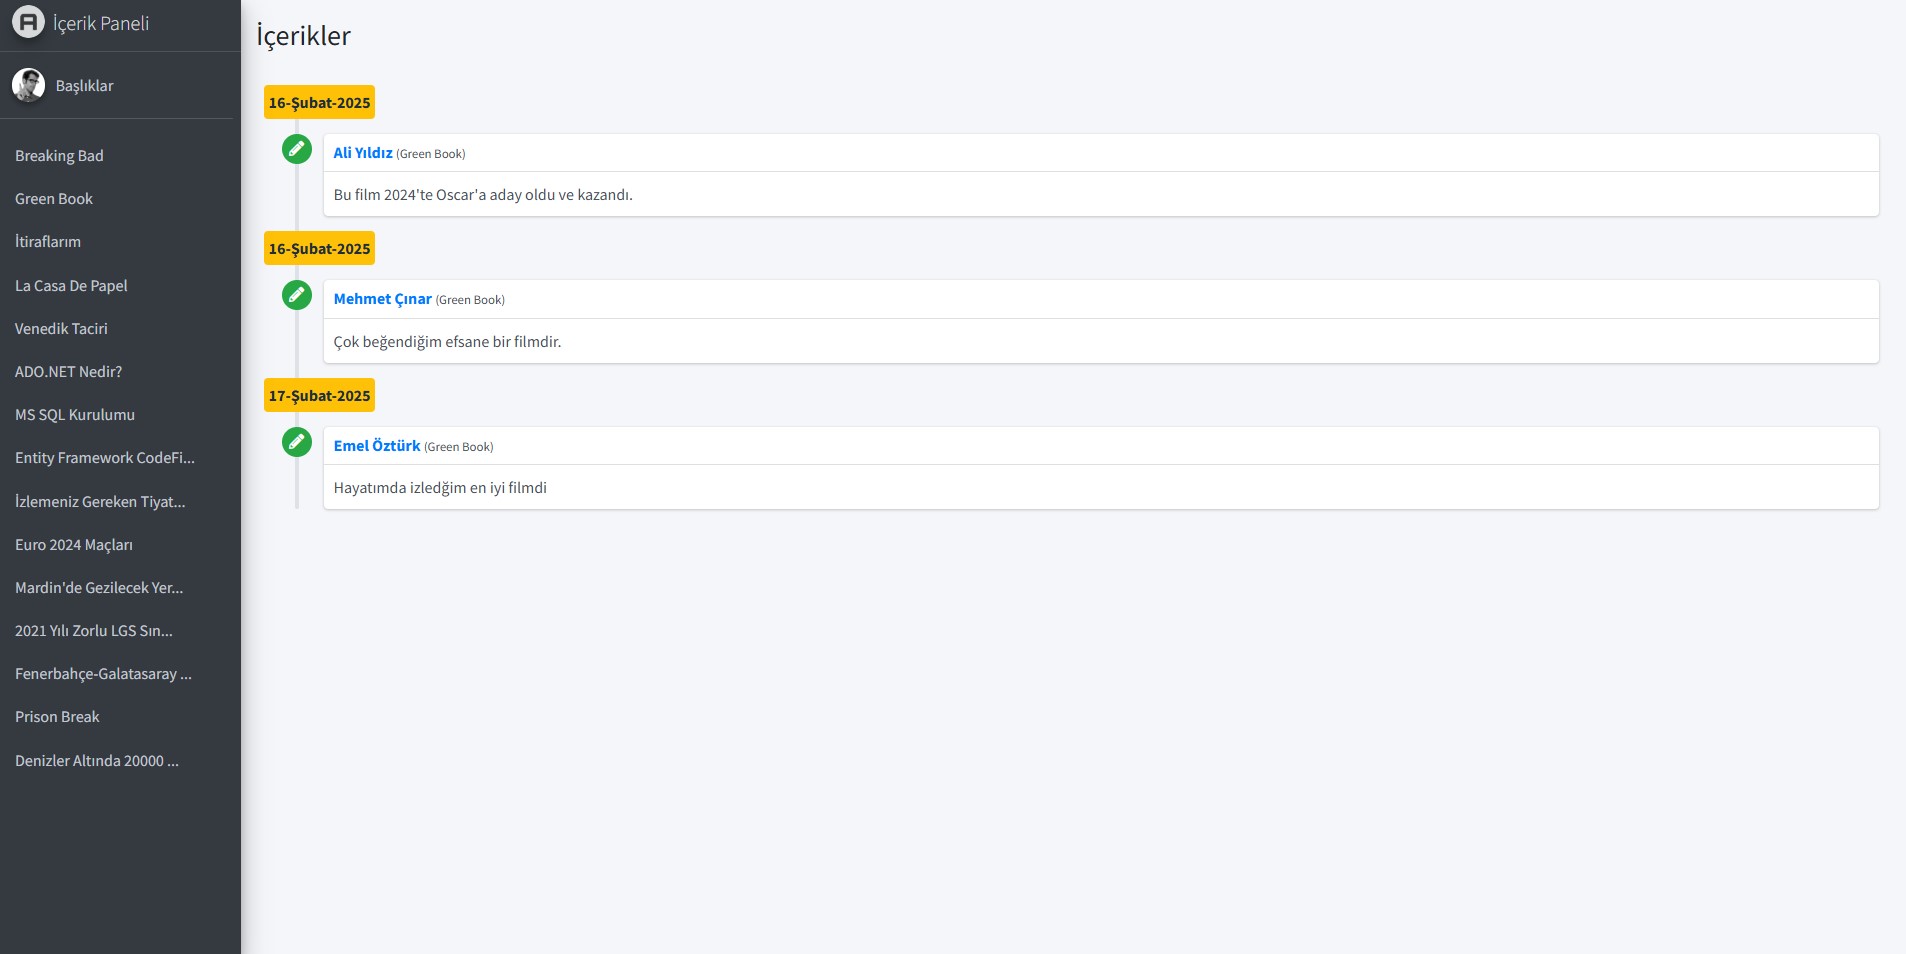 İçerik Paneli
Başlıklar
Breaking Bad
Green Book
İtiraflarım
La Casa De Papel
Venedik Taciri
ADO.NET Nedir?
MS SQL Kurulumu
Entity Framework CodeFi...
İzlemeniz Gereken Tiyat...
Euro 2024 Maçları
Mardin'de Gezilecek Yer...
2021 Yılı Zorlu LGS Sın...
Fenerbahçe-Galatasaray ...
Prison Break
Denizler Altında 20000 ...
İçerikler
16-Şubat-2025
Ali Yıldız (Green Book)
Bu film 2024'te Oscar'a aday oldu ve kazandı.
16-Şubat-2025
Mehmet Çınar (Green Book)
Çok beğendiğim efsane bir filmdir.
17-Şubat-2025
Emel Öztürk (Green Book)
Hayatımda izledğim en iyi filmdi